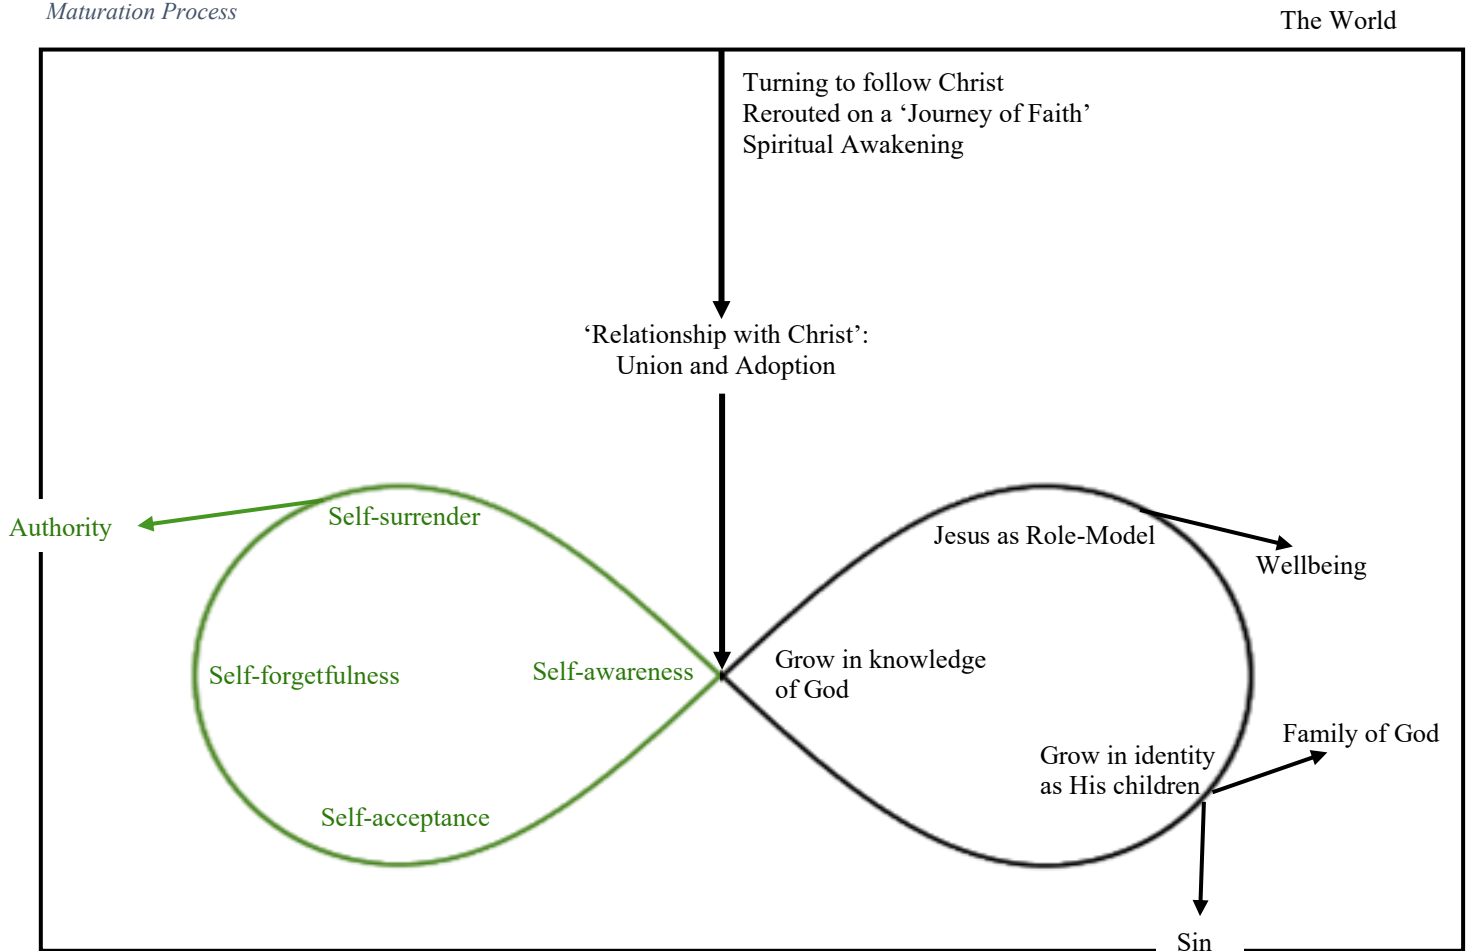 Maturation Process
The World
Turning to follow Christ
Rerouted on a ‘Journey of Faith’
Spiritual Awakening
‘Relationship with Christ’:
Union and Adoption
Authority
Self-surrender
Self-forgetfulness
Self-awareness
Self-acceptance
Jesus as Role-Model
Wellbeing
Grow in knowledge
of God
Family of God
Grow in identity
as His children
Sin